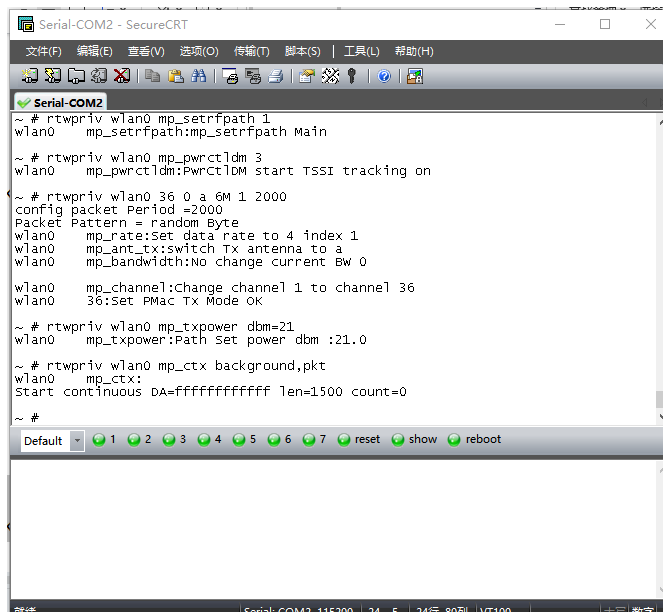 Serial-COM2 - SecureCRT
文件(F) 编辑(E) 查看(V) 选项(O) 传输(T) 脚本(S) 工具(L) 帮助(H)
Serial-COM2
~ # rtwpriv wlan0 mp_setrfpath 1
wlan0    mp_setrfpath:mp_setrfpath Main
~ # rtwpriv wlan0 mp_pwrctldm 3
wlan0    mp_pwrctldm:PwrCtlDM start TSSI tracking on
~ # rtwpriv wlan0 36 0 a 6M 1 2000
config packet Period =2000
Packet Pattern = random Byte
wlan0    mp_rate:Set data rate to 4 index 1
wlan0    mp_ant_tx:switch Tx antenna to a
wlan0    mp_bandwidth:No change current BW 0
wlan0    mp_channel:Change channel 1 to channel 36
wlan0    36:Set PMac Tx Mode OK
~ # rtwpriv wlan0 mp_txpower dbm=21
wlan0    mp_txpower:Path Set power dbm :21.0
~ # rtwpriv wlan0 mp_ctx background,pkt
wlan0    mp_ctx:
Start continuous DA=ffffffffffff len=1500 count=0
~ #
Default 1 2 3 4 5 6 7 reset show reboot
就绪 Serial: COM2, 115200 24, 5 24行, 80列 VT100 大写 数字